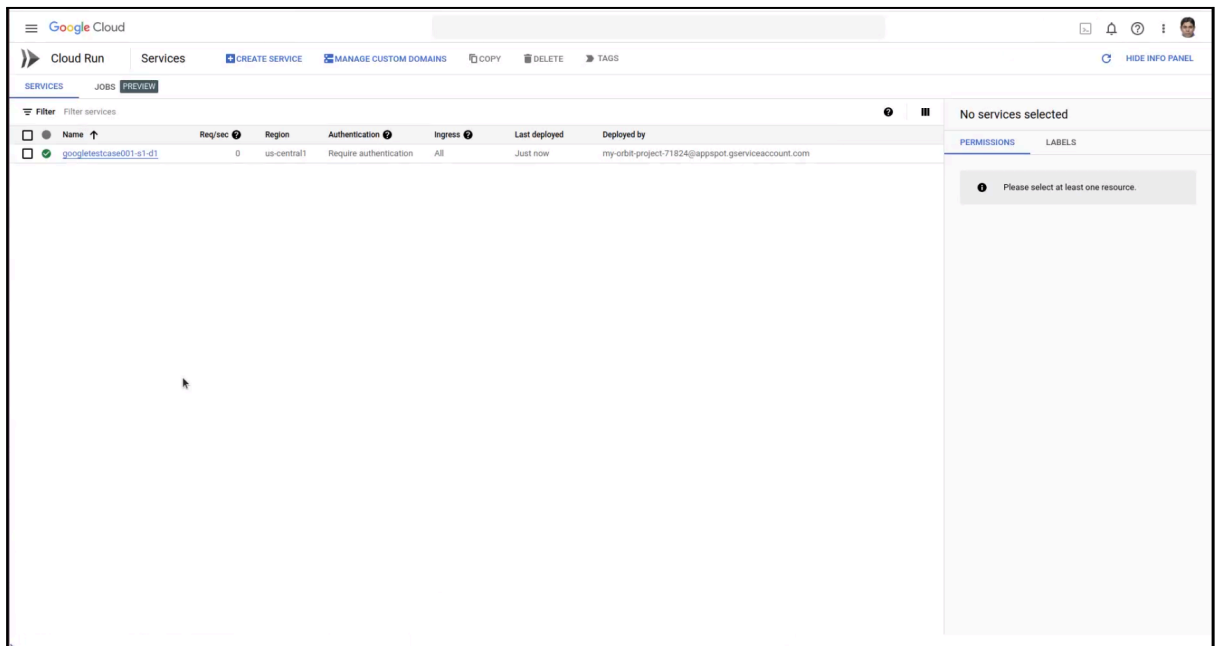 Google Cloud
Cloud Run Services CREATE SERVICE MANAGE CUSTOM DOMAINS COPY DELETE TAGS HIDE INFO PANEL
SERVICES JOBS PREVIEW
Filter Filter services
No services selected
Name Req/sec Region Authentication Ingress Last deployed Deployed by
PERMISSIONS LABELS
googletestcase001-s1-d1 0 us-central1 Require authentication All Just now my-orbit-project-71824@appspot.gserviceaccount.com
Please select at least one resource.